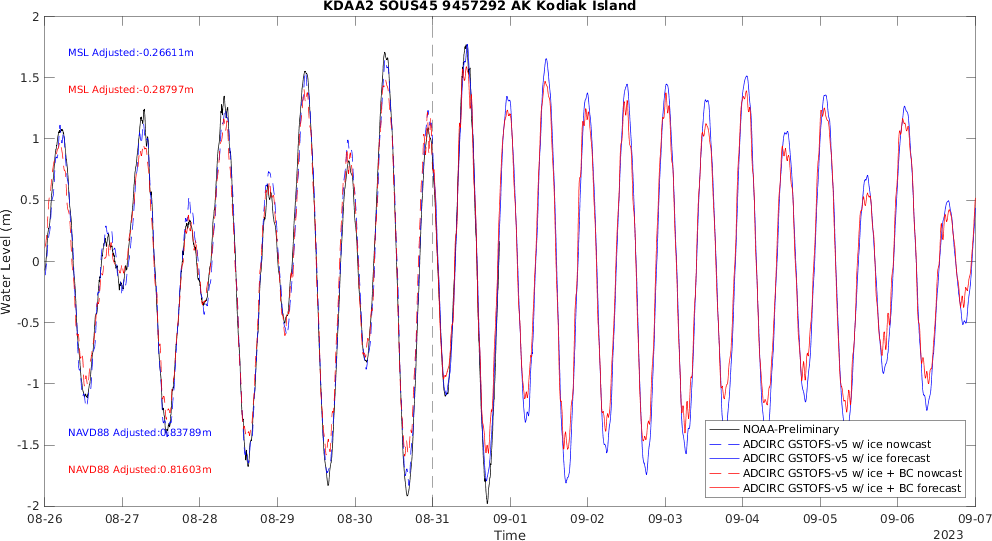 KDAA2 SOUS45 9457292 AK Kodiak Island
2
1.5
1
0.5
0
-0.5
-1
-1.5
-2
Water Level (m)
MSL Adjusted:-0.26611m
MSL Adjusted:-0.28797m
NAVD88 Adjusted:0.83789m
NAVD88 Adjusted:0.81603m
NOAA-Preliminary
ADCIRC GSTOFS-v5 w/ ice nowcast
ADCIRC GSTOFS-v5 w/ ice forecast
ADCIRC GSTOFS-v5 w/ ice + BC nowcast
ADCIRC GSTOFS-v5 w/ ice + BC forecast
08-26 08-27 08-28 08-29 08-30 08-31 09-01 09-02 09-03 09-04 09-05 09-06 09-07
Time
2023